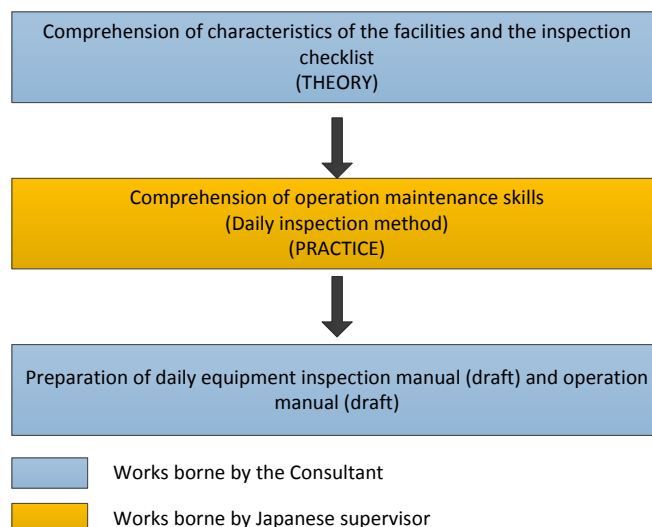 Comprehension of characteristics of the facilities and the inspection
checklist
(THEORY)
Comprehension of operation maintenance skills
(Daily inspection method)
(PRACTICE)
Preparation of daily equipment inspection manual (draft) and operation
manual (draft)
Works borne by the Consultant
Works borne by Japanese supervisor